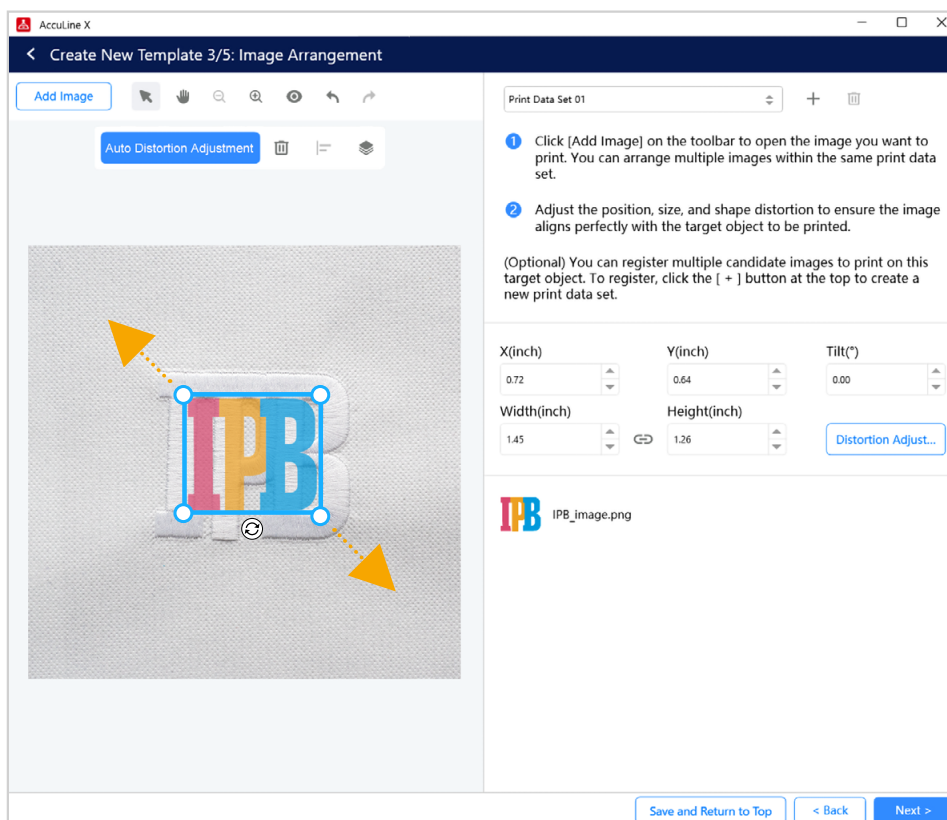 AccuLine X
< Create New Template 3/5: Image Arrangement
Add Image
Auto Distortion Adjustment
IPB
Print Data Set 01
1 Click [Add Image] on the toolbar to open the image you want to
print. You can arrange multiple images within the same print data
set.
2 Adjust the position, size, and shape distortion to ensure the image
aligns perfectly with the target object to be printed.
(Optional) You can register multiple candidate images to print on this
target object. To register, click the [ + ] button at the top to create a
new print data set.
X(inch) Y(inch) Tilt(°)
0.72 0.64 0.00
Width(inch) Height(inch)
1.45 1.26 Distortion Adjust...
IPB IPB_image.png
Save and Return to Top < Back Next >